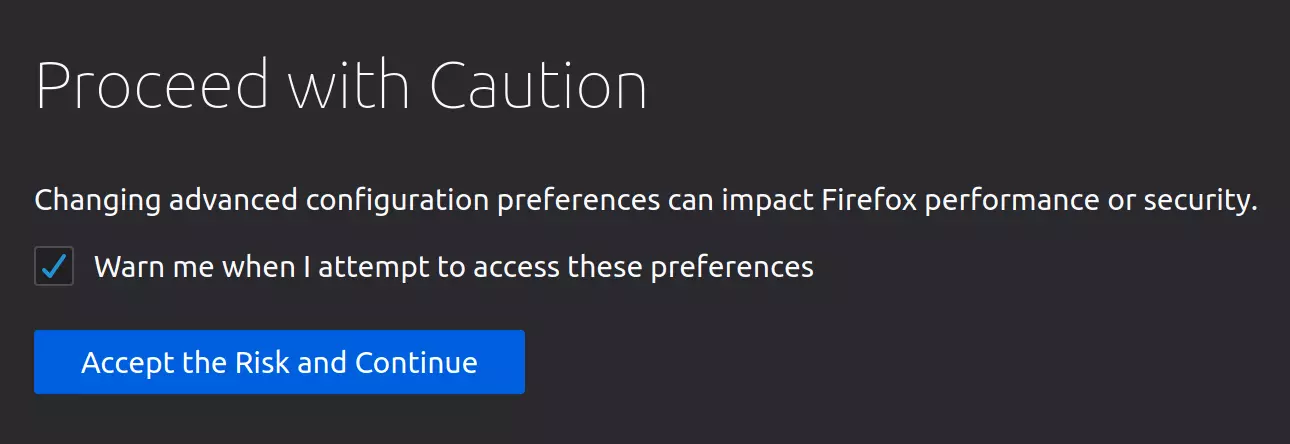 Proceed with Caution
Changing advanced configuration preferences can impact Firefox performance or security.
Warn me when I attempt to access these preferences
Accept the Risk and Continue